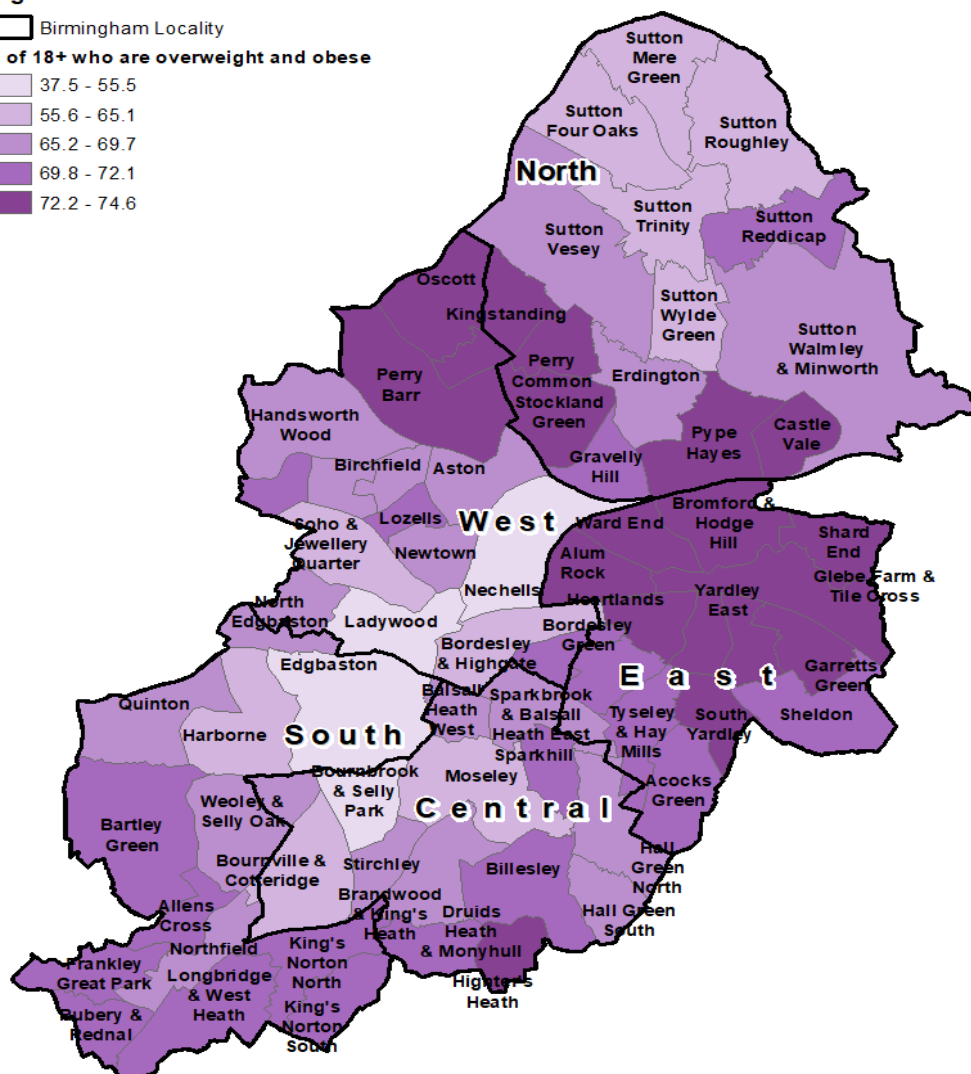 Birmingham Locality
of 18+ who are overweight and obese
37.5 - 55.5
55.6 - 65.1
65.2 - 69.7
69.8 - 72.1
72.2 - 74.6
Sutton
Mere
Green
Sutton
Four Oaks
Sutton
Roughley
North
Sutton
Trinity
Sutton
Reddicap
Sutton
Vesey
Oscott
Kingstanding
Sutton
Wylde
Green
Sutton
Walmley
& Minworth
Perry
Barr
Perry
Common
Erdington
Stockland
Green
Handsworth
Wood
Pype
Hayes
Castle
Vale
Birchfield
Aston
Gravelly
Hill
Lozells
West
Ward End
Bromford &
Hodge
Hill
Shard
End
Soho &
Jewellery
Quarter
Newtown
Alum
Rock
Glebe Farm &
Tile Cross
Nechells
Heartlands
Yardley
East
North
Edgbaston
Ladywood
Bordesley
Green
Bordesley
& Highgate
Edgbaston
East
Garretts
Green
Quinton
Harborne
South
Balsall
Heath
West
Sparkbrook
& Balsall
Heath East
Tyseley
& Hay
Mills
South
Yardley
Sheldon
Sparkhill
Bournbrook
& Selly
Park
Moseley
Acocks
Green
Central
Weoley &
Selly Oak
Bartley
Green
Bournville &
Cotteridge
Stirchley
Billesley
Hall
Green
North
Brandwood
& King's
Heath
Druids
Heath
& Monyhull
Hall Green
South
Allens
Cross
Northfield
King's
Norton
North
Frankley
Great Park
Longbridge
& West
Heath
Highter's
Heath
Rubery &
Rednal
King's
Norton
South